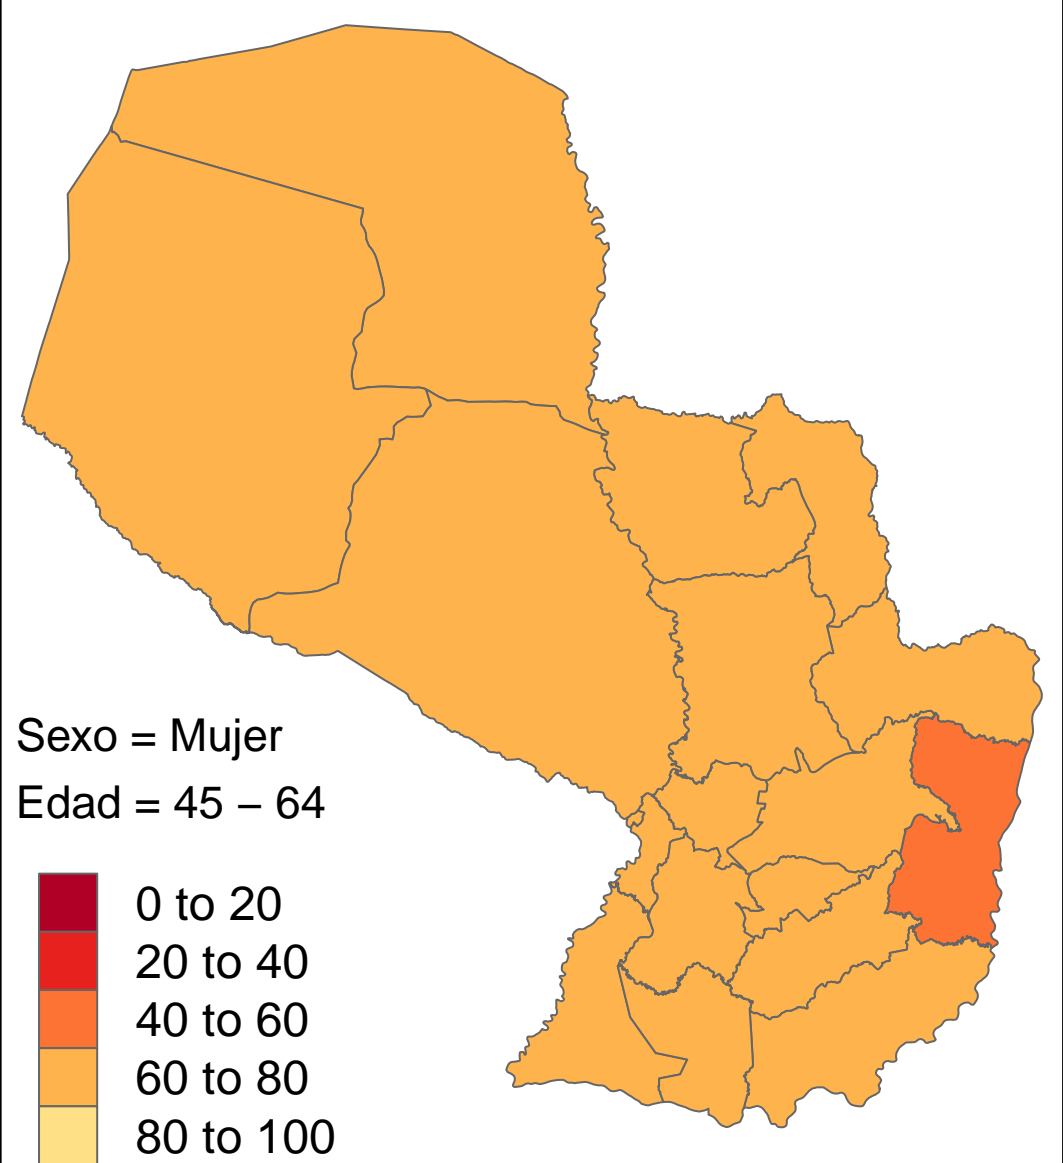 Sexo = Mujer
Edad = 45 – 64
0 to 20
20 to 40
40 to 60
60 to 80
80 to 100